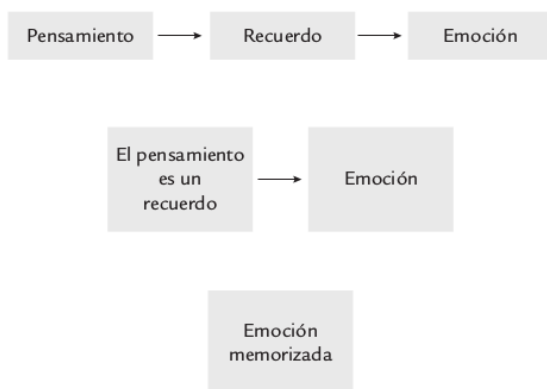 Pensamiento
Recuerdo
Emoción
El pensamiento
es un
recuerdo
Emoción
Emoción
memorizada